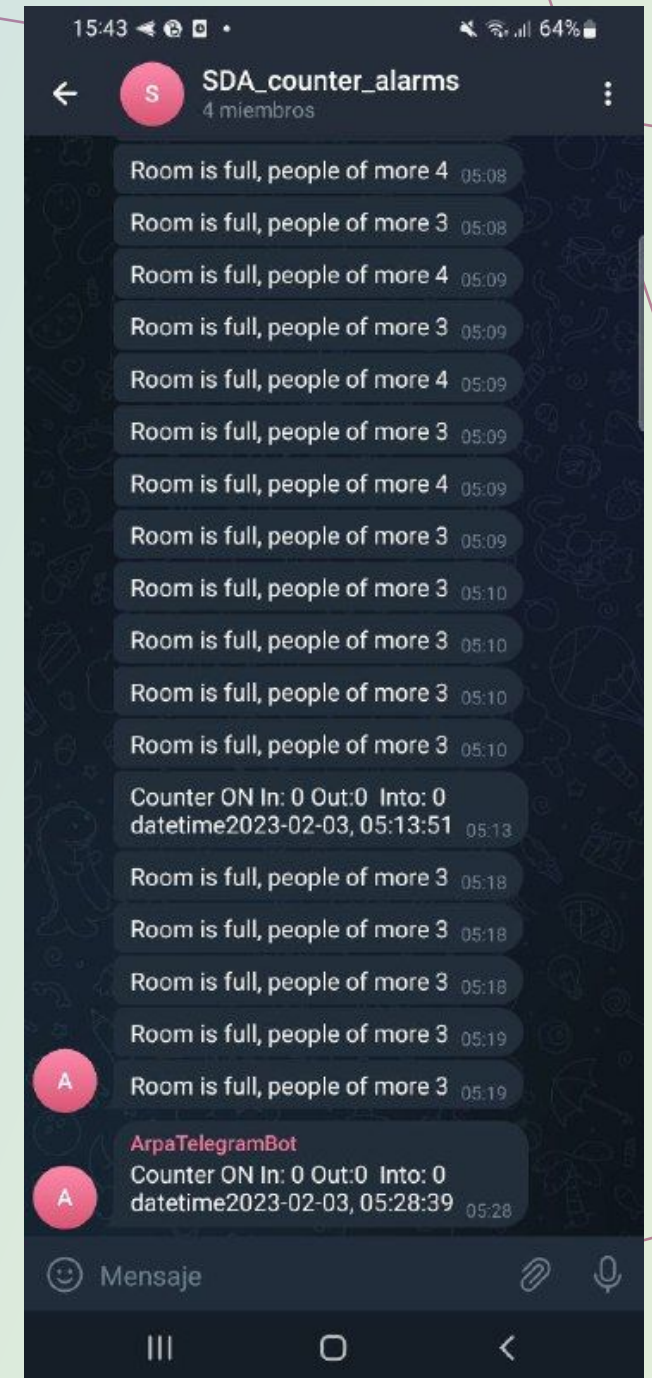 15:43
64%
S
SDA_counter_alarms
4 miembros
Room is full, people of more 4 05:08
Room is full, people of more 3 05:08
Room is full, people of more 4 05:09
Room is full, people of more 3 05:09
Room is full, people of more 4 05:09
Room is full, people of more 3 05:09
Room is full, people of more 4 05:09
Room is full, people of more 3 05:09
Room is full, people of more 3 05:10
Room is full, people of more 3 05:10
Room is full, people of more 3 05:10
Room is full, people of more 3 05:10
Counter ON In: 0 Out:0 Into: 0
datetime2023-02-03, 05:13:51 05:13
Room is full, people of more 3 05:18
Room is full, people of more 3 05:18
Room is full, people of more 3 05:18
Room is full, people of more 3 05:19
A
Room is full, people of more 3 05:19
ArpaTelegramBot
Counter ON In: 0 Out:0 Into: 0
A
datetime2023-02-03, 05:28:39 05:28
Mensaje